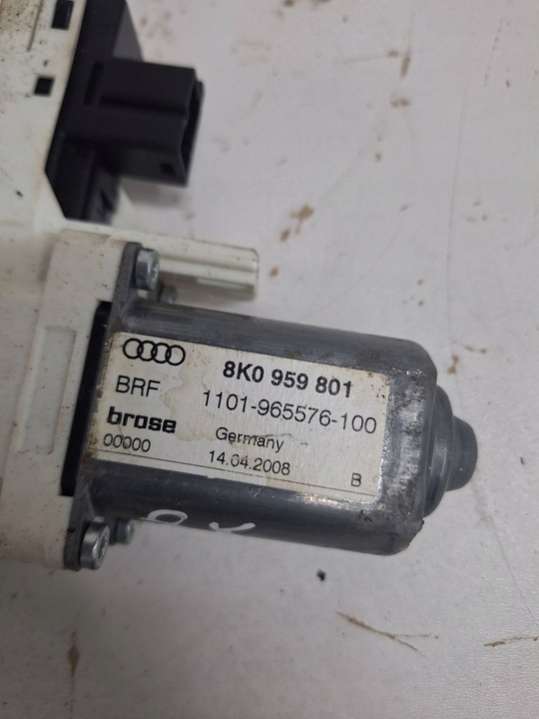 8K0 959 801
BRF 1101-965576-100
brose Germany
00000 14.04.2008 B